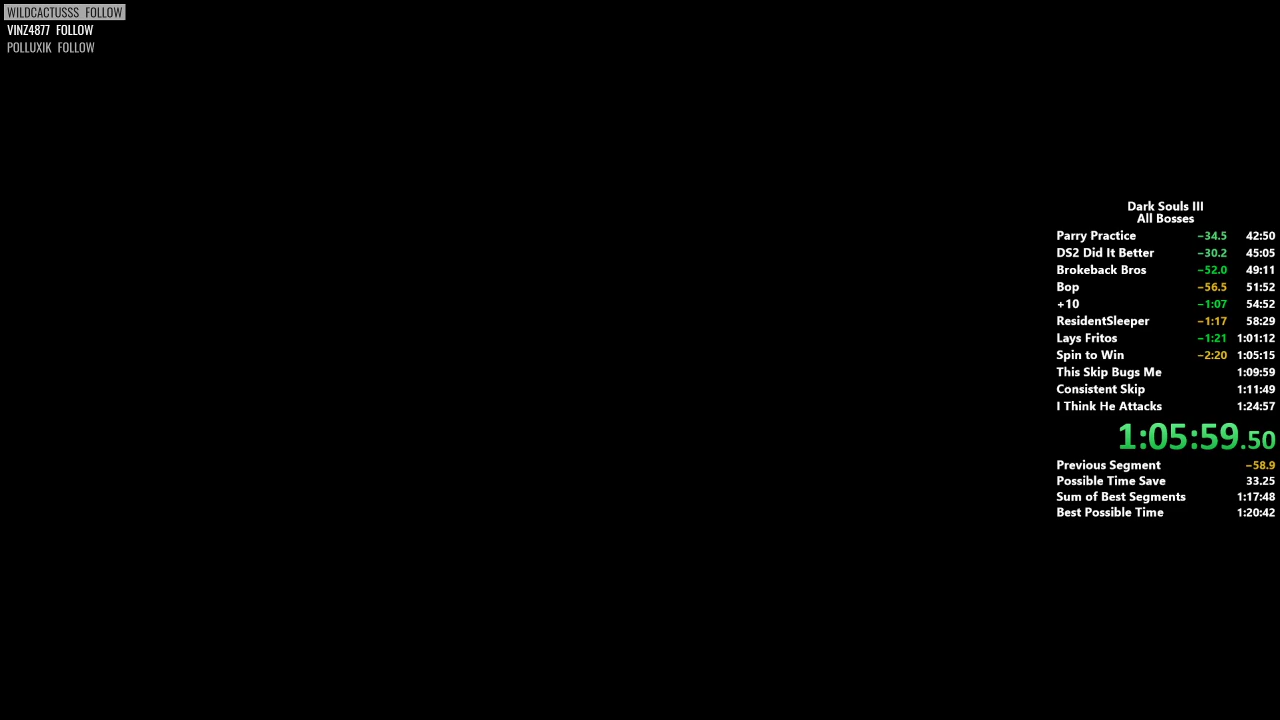 WILDCACTUSSS FOLLOW
VINZ4877 FOLLOW
POLLUXIK FOLLOW
Dark Souls III
All Bosses
Parry Practice −34.5 42:50
DS2 Did It Better −30.2 45:05
Brokeback Bros −52.0 49:11
Bop −56.5 51:52
+10 −1:07 54:52
ResidentSleeper −1:17 58:29
Lays Fritos −1:21 1:01:12
Spin to Win −2:20 1:05:15
This Skip Bugs Me 1:09:59
Consistent Skip 1:11:49
I Think He Attacks 1:24:57
1:05:59.50
Previous Segment −58.9
Possible Time Save 33.25
Sum of Best Segments 1:17:48
Best Possible Time 1:20:42